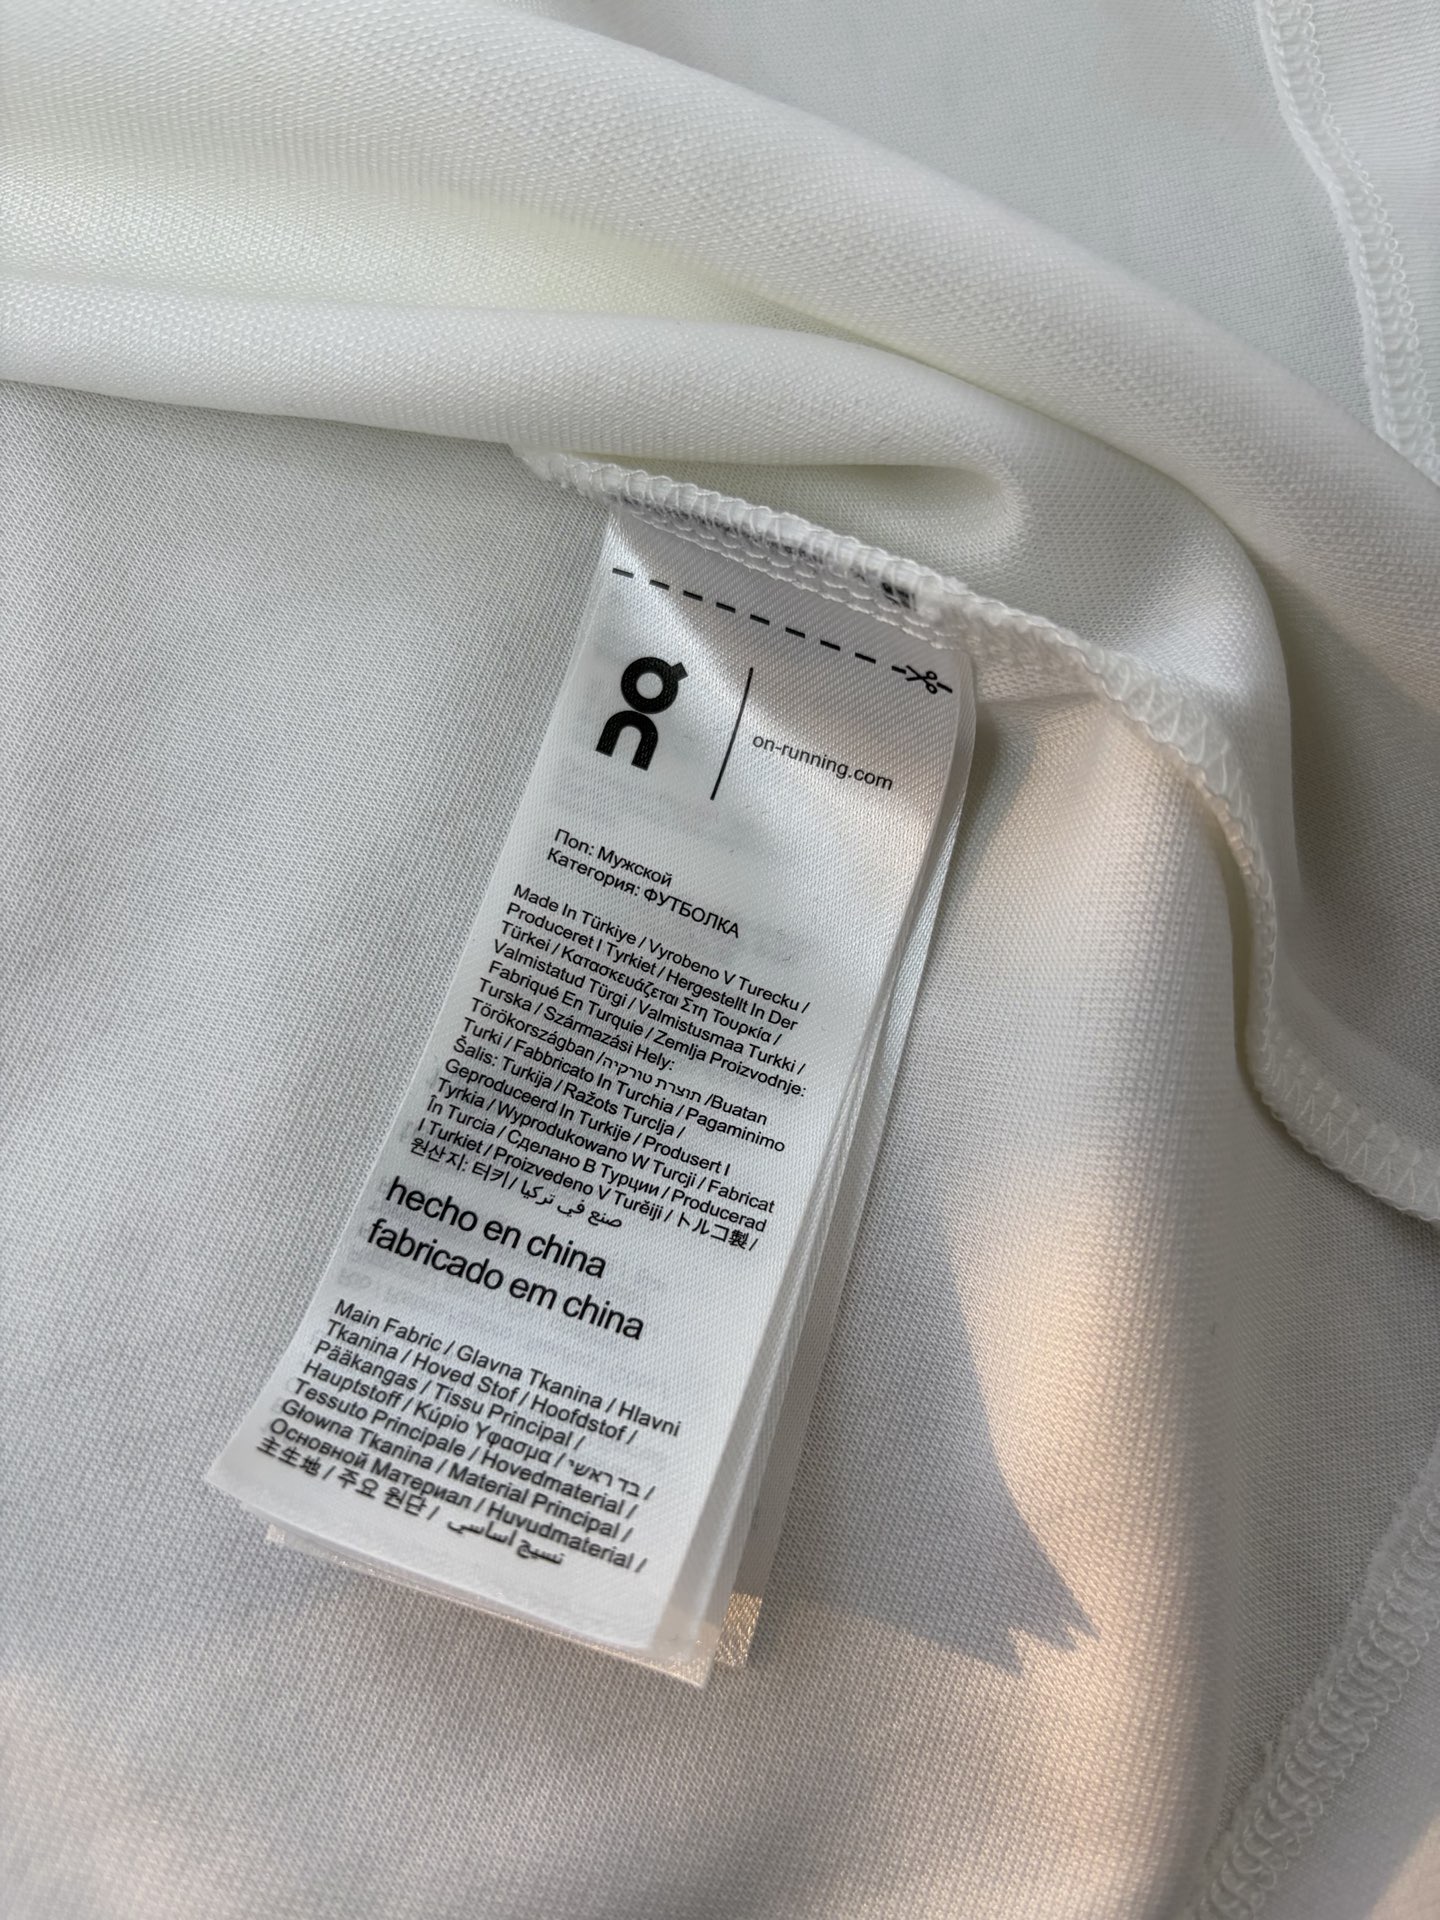 on
on-running.com
Пол: Мужской
Категория: ФУТБОЛКА
Made In Türkiye / Vyrobeno V Turecku /
Produceret I Tyrkiet / Hergestellt In Der
Türkei / Κατασκευάζεται Στη Τουρκία /
Valmistatud Türgi / Valmistusmaa Turkki /
Fabriqué En Turquie / Zemlja Proizvodnje:
Turska / Származási Hely:
Törökországban /תוצרת טורקיה /Buatan
Turki / Fabbricato In Turchia / Pagaminimo
Šalis: Turkija / Ražots Turcija /
Geproduceerd In Turkije / Produsert I
Tyrkia / Wyprodukowano W Turcji / Fabricat
În Turcia / Сделано В Турции / Producerad
I Turkiet / Proizvedeno V Turčiji / トルコ製 /
원산지: 터키 / صنع في تركيا
hecho en china
fabricado em china
Main Fabric / Glavna Tkanina / Hlavni
Tkanina / Hoved Stof / Hoofdstof /
Pääkangas / Tissu Principal /
Hauptstoff / Κύριο Υφασμα / בד ראשי /
Tessuto Principale / Hovedmaterial /
Głowna Tkanina / Material Principal /
Основной Материал / Huvudmaterial /
主生地 / 주요 원단 / نسيج اساسي